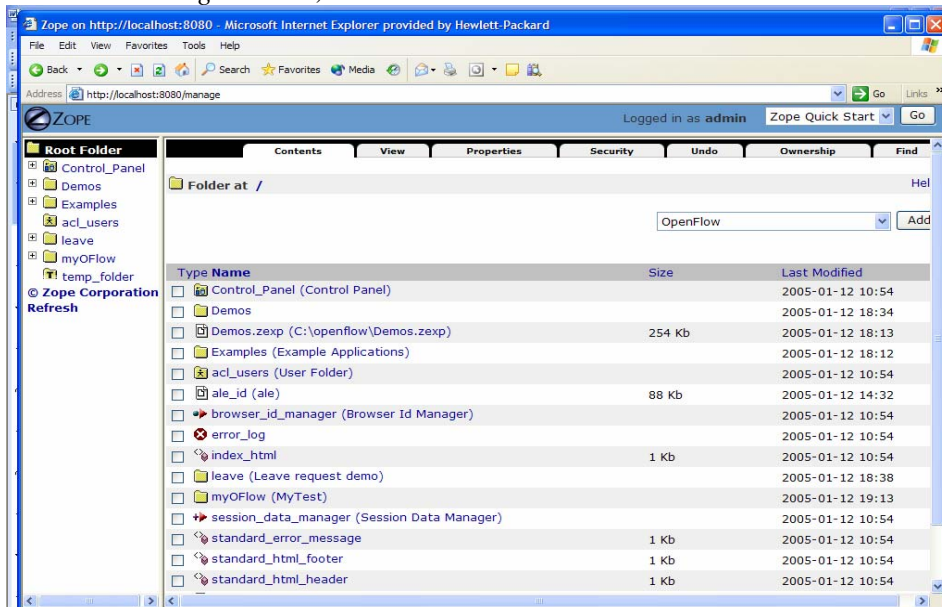 Zope on http://localhost:8080 - Microsoft Internet Explorer provided by Hewlett-Packard
File Edit View Favorites Tools Help
Back Search Favorites Media
Address http://localhost:8080/manage Go Links »
ZOPE Logged in as admin Zope Quick Start Go
Root Folder
Control_Panel
Demos
Examples
acl_users
leave
myOFlow
temp_folder
© Zope Corporation
Refresh
Contents View Properties Security Undo Ownership Find
Folder at / Hel
OpenFlow Add
Type Name Size Last Modified
Control_Panel (Control Panel) 2005-01-12 10:54
Demos 2005-01-12 18:34
Demos.zexp (C:\openflow\Demos.zexp) 254 Kb 2005-01-12 18:13
Examples (Example Applications) 2005-01-12 18:12
acl_users (User Folder) 2005-01-12 10:54
ale_id (ale) 88 Kb 2005-01-12 14:32
browser_id_manager (Browser Id Manager) 2005-01-12 10:54
error_log 2005-01-12 10:54
index_html 1 Kb 2005-01-12 10:54
leave (Leave request demo) 2005-01-12 18:38
myOFlow (MyTest) 2005-01-12 19:13
session_data_manager (Session Data Manager) 2005-01-12 10:54
standard_error_message 1 Kb 2005-01-12 10:54
standard_html_footer 1 Kb 2005-01-12 10:54
standard_html_header 1 Kb 2005-01-12 10:54